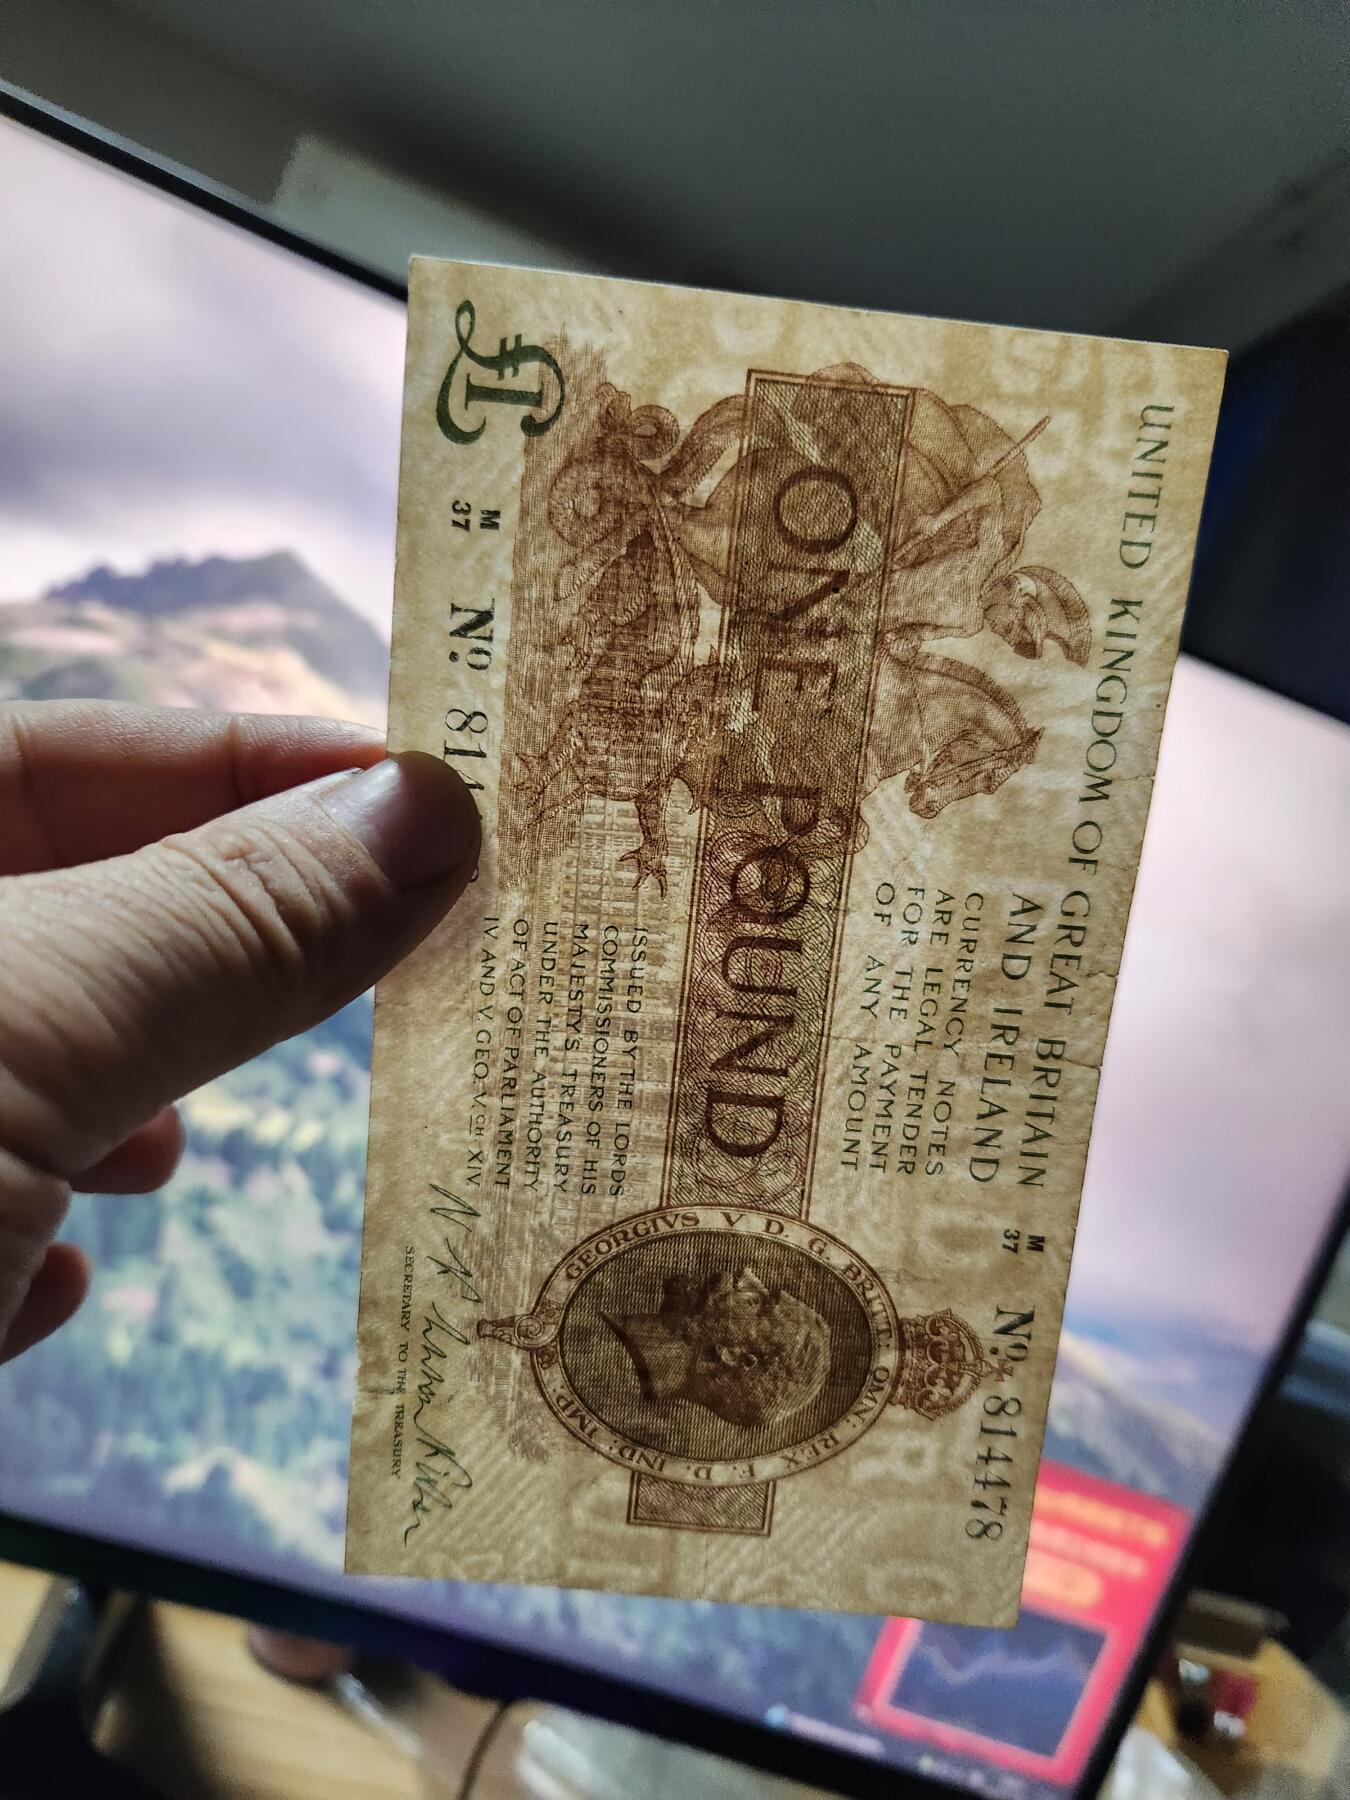 UNITED KINGDOM OF GREAT BRITAIN
AND IRELAND
CURRENCY NOTES
ARE LEGAL TENDER
FOR THE PAYMENT
OF ANY AMOUNT
M
37
Nº 814478
ONE POUND
GEORGIVS V D. G. BRITT: OMN: REX F. D. IND: IMP:
ISSUED BY THE LORDS
COMMISSIONERS OF HIS
MAJESTY'S TREASURY
UNDER THE AUTHORITY
OF ACT OF PARLIAMENT
IV AND V GEO. V. CH XIV
£1
M
37
Nº 814
SECRETARY TO THE TREASURY